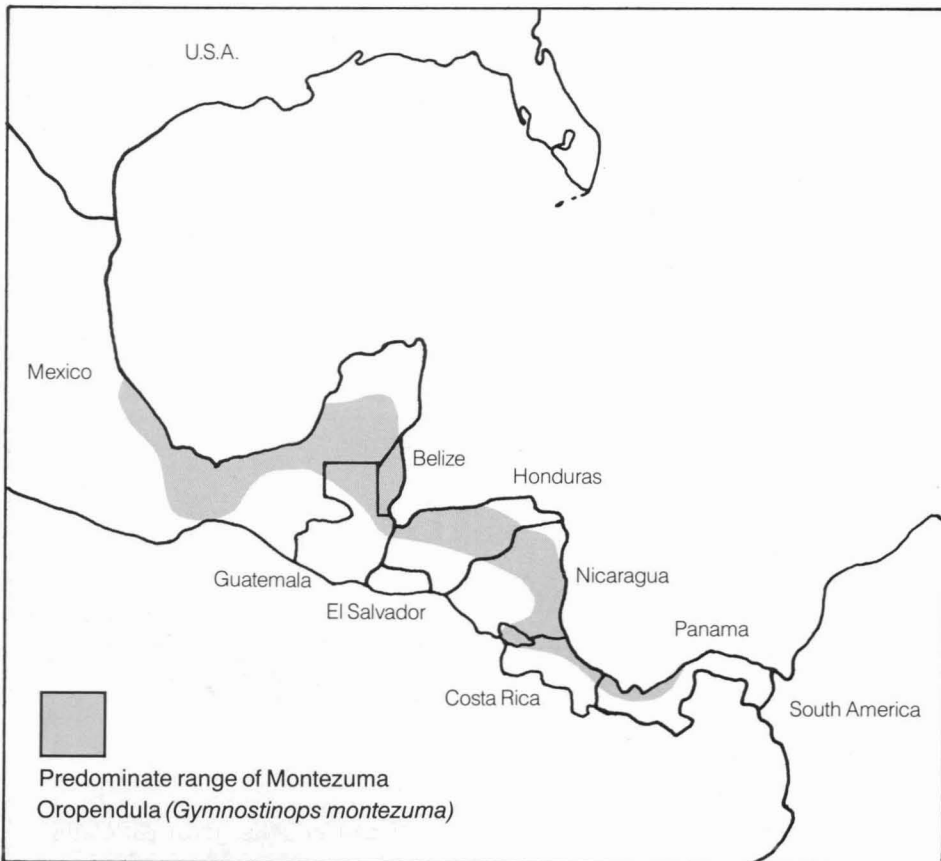 U.S.A.
Mexico
Belize
Honduras
Guatemala
Nicaragua
El Salvador
Panama
Costa Rica
South America
Predominate range of Montezuma
Oropendula (Gymnostinops montezuma)